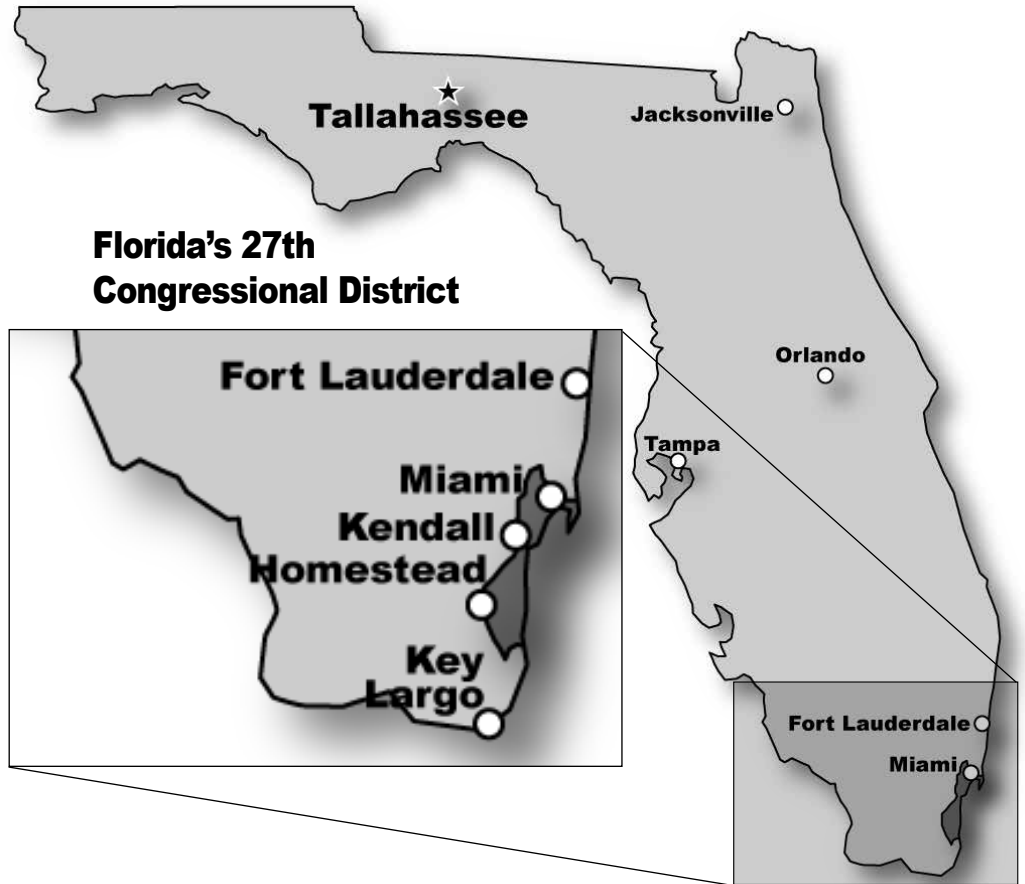 Tallahassee
Jacksonville
Florida's 27th
Congressional District
Orlando
Tampa
Fort Lauderdale
Miami
Kendall
Homestead
Key
Largo
Fort Lauderdale
Miami